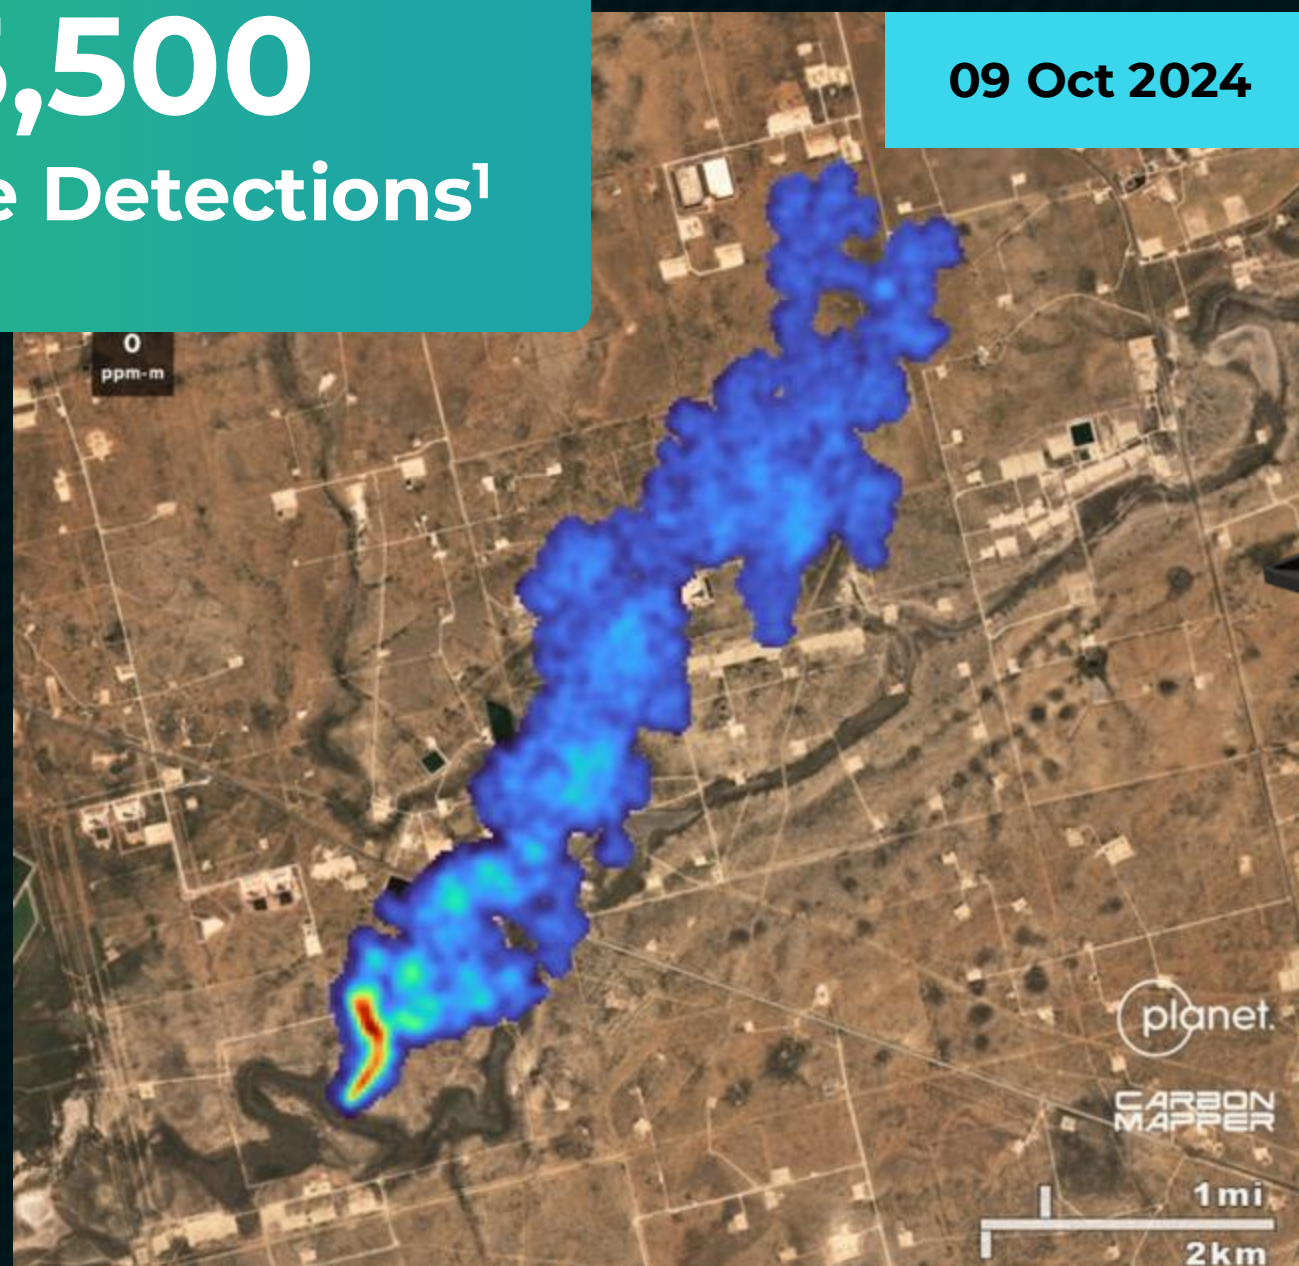 ,500
Detections¹
09 Oct 2024
0
ppm-m
planet.
CARBON
MAPPER
1mi
2km